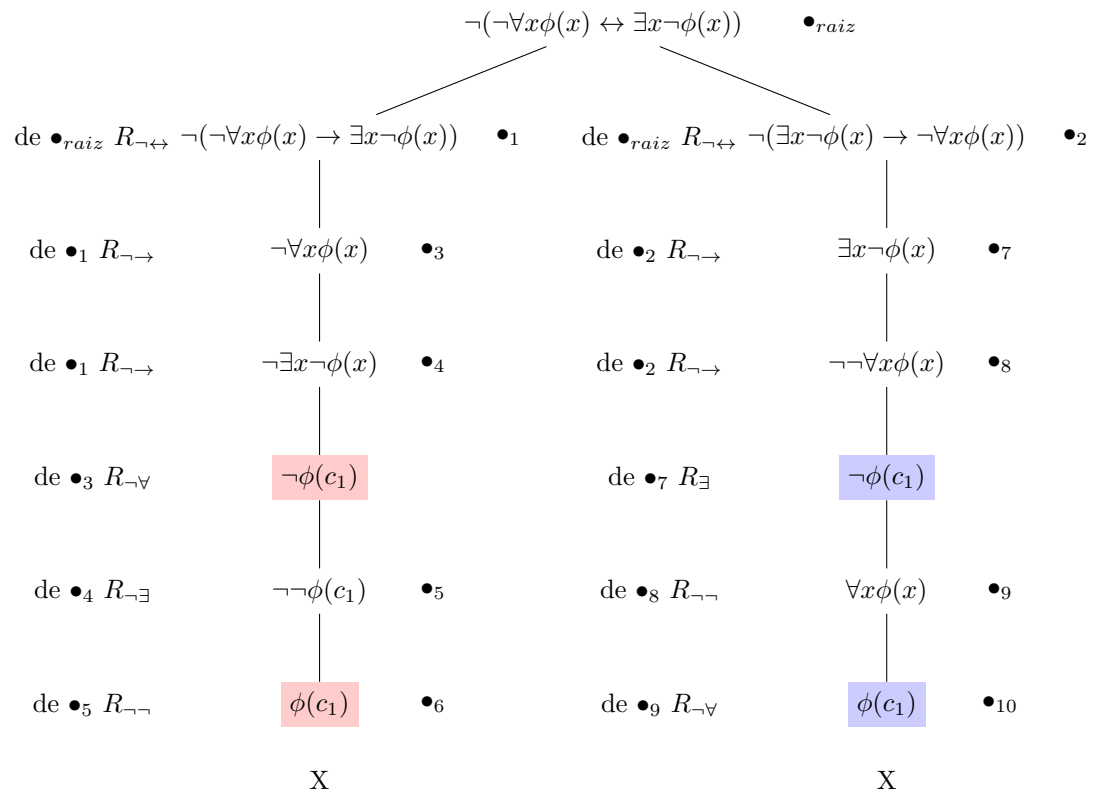 ¬(¬∀xϕ(x) ↔ ∃x¬ϕ(x)) •raiz
de •raiz R¬↔ ¬(¬∀xϕ(x) → ∃x¬ϕ(x)) •1 de •raiz R¬↔ ¬(∃x¬ϕ(x) → ¬∀xϕ(x)) •2
de •1 R¬→ ¬∀xϕ(x) •3 de •2 R¬→ ∃x¬ϕ(x) •7
de •1 R¬→ ¬∃x¬ϕ(x) •4 de •2 R¬→ ¬¬∀xϕ(x) •8
de •3 R¬∀ ¬ϕ(c1) de •7 R∃ ¬ϕ(c1)
de •4 R¬∃ ¬¬ϕ(c1) •5 de •8 R¬¬ ∀xϕ(x) •9
de •5 R¬¬ ϕ(c1) •6 de •9 R¬∀ ϕ(c1) •10
X X